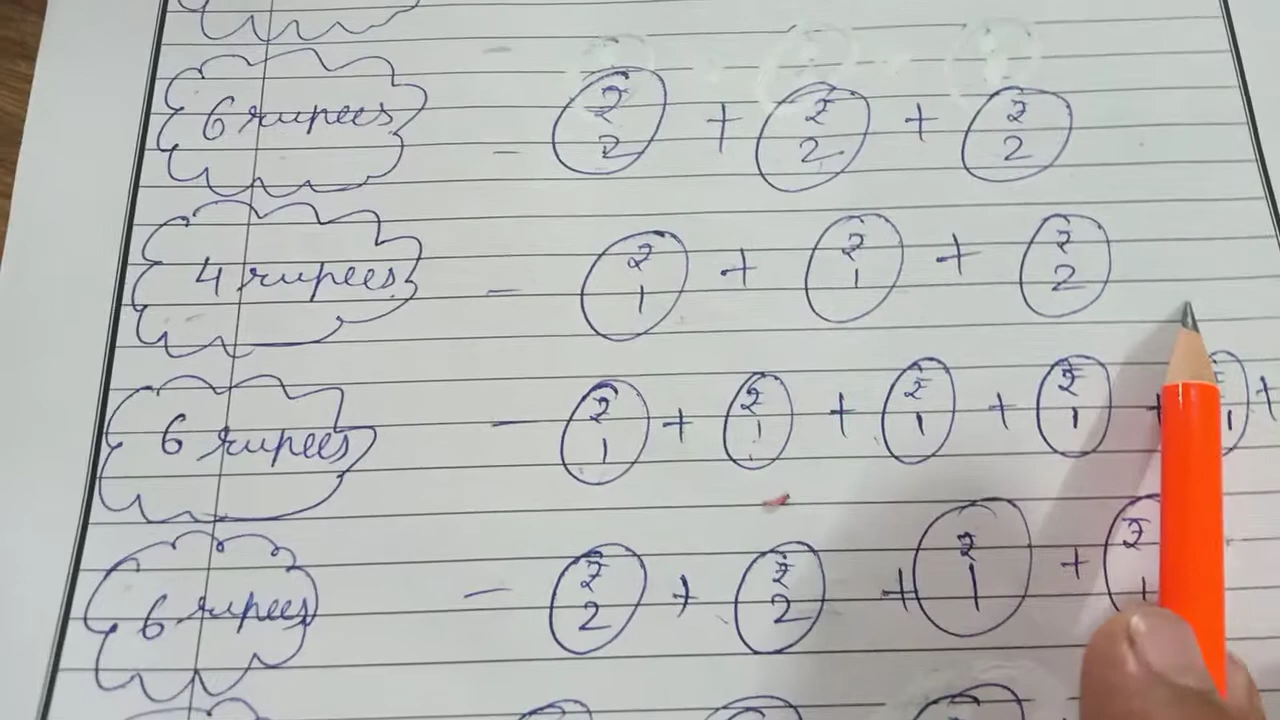 6 rupees - ₹ 2 + ₹ 2 + ₹ 2
4 rupees - ₹ 1 + ₹ 1 + ₹ 2
6 rupees - ₹ 1 + ₹ 1 + ₹ 1 + ₹ 1 + ₹ 1 +
6 rupees - ₹ 2 + ₹ 2 + ₹ 1 + ₹ 1